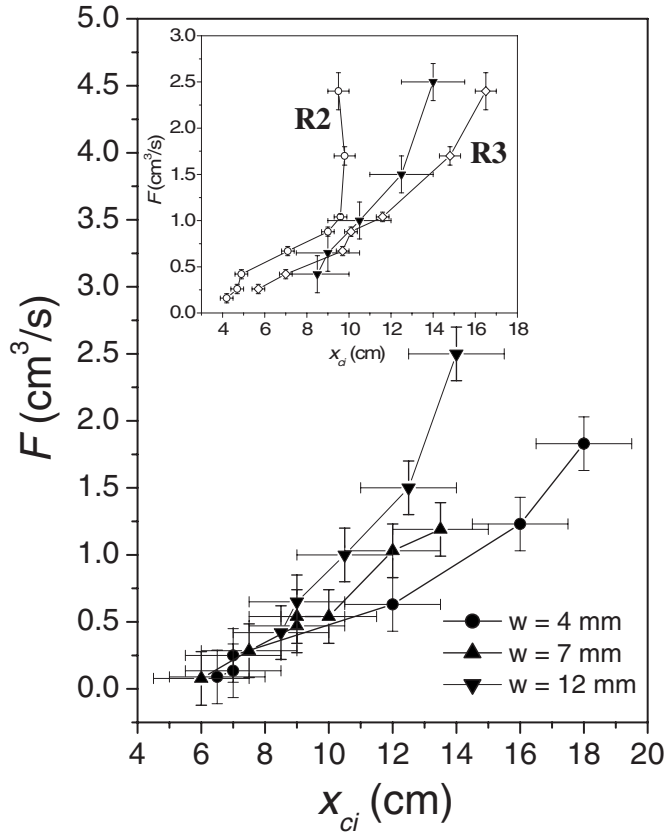 5.0
4.5
4.0
3.5
3.0
2.5
2.0
1.5
1.0
0.5
0.0
F (cm³/s)
4 6 8 10 12 14 16 18 20
x_ci (cm)
w = 4 mm
w = 7 mm
w = 12 mm
3.0
2.5
2.0
1.5
1.0
0.5
0.0
F (cm³/s)
R2
R3
4 6 8 10 12 14 16 18
x_ci (cm)